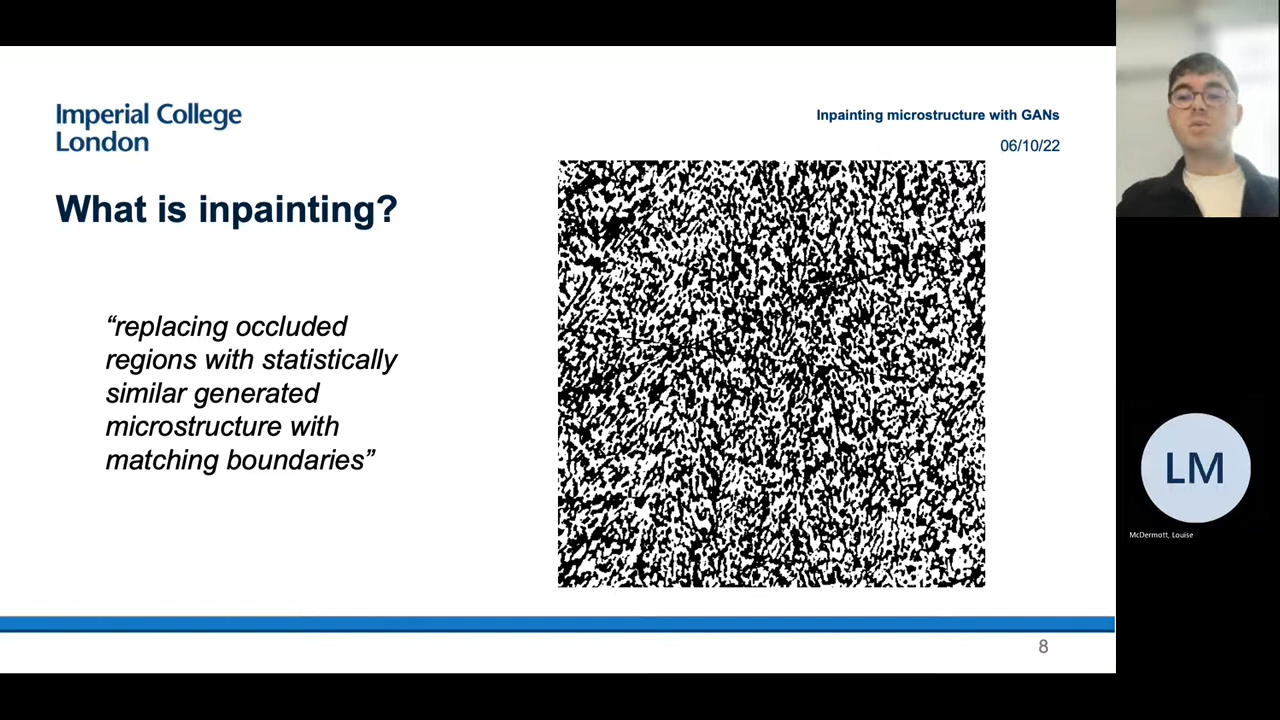 Imperial College
London
Inpainting microstructure with GANs
06/10/22
What is inpainting?
“replacing occluded
regions with statistically
similar generated
microstructure with
matching boundaries”
LM
McDermott, Louise
8